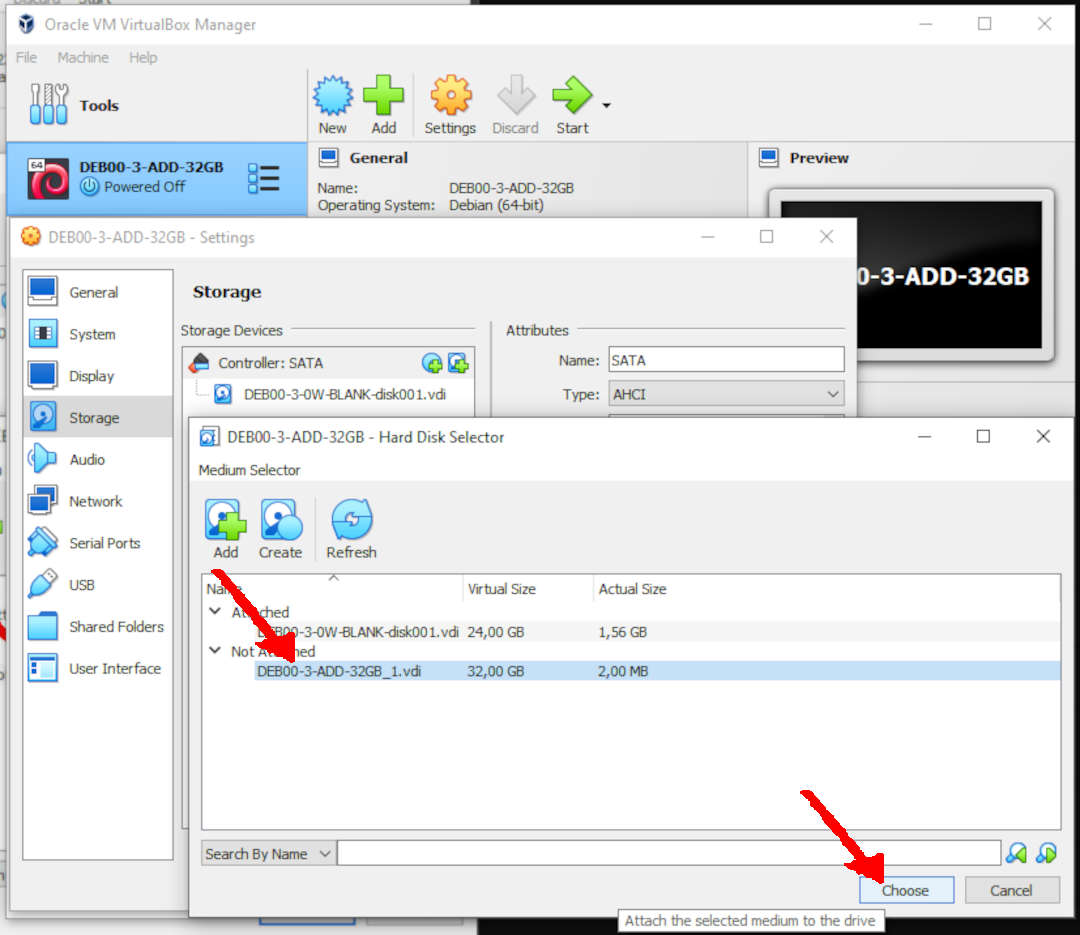 Oracle VM VirtualBox Manager
File Machine Help
Tools
New Add Settings Discard Start
64
DEB00-3-ADD-32GB
Powered Off
General
Name: DEB00-3-ADD-32GB
Operating System: Debian (64-bit)
Preview
0-3-ADD-32GB
DEB00-3-ADD-32GB - Settings
General
System
Display
Storage
Audio
Network
Serial Ports
USB
Shared Folders
User Interface
Storage
Storage Devices
Controller: SATA
DEB00-3-0W-BLANK-disk001.vdi
Attributes
Name: SATA
Type: AHCI
DEB00-3-ADD-32GB - Hard Disk Selector
Medium Selector
Add Create Refresh
Name Virtual Size Actual Size
Attached
DEB00-3-0W-BLANK-disk001.vdi 24,00 GB 1,56 GB
Not Attached
DEB00-3-ADD-32GB_1.vdi 32,00 GB 2,00 MB
Search By Name
Choose Cancel
Attach the selected medium to the drive